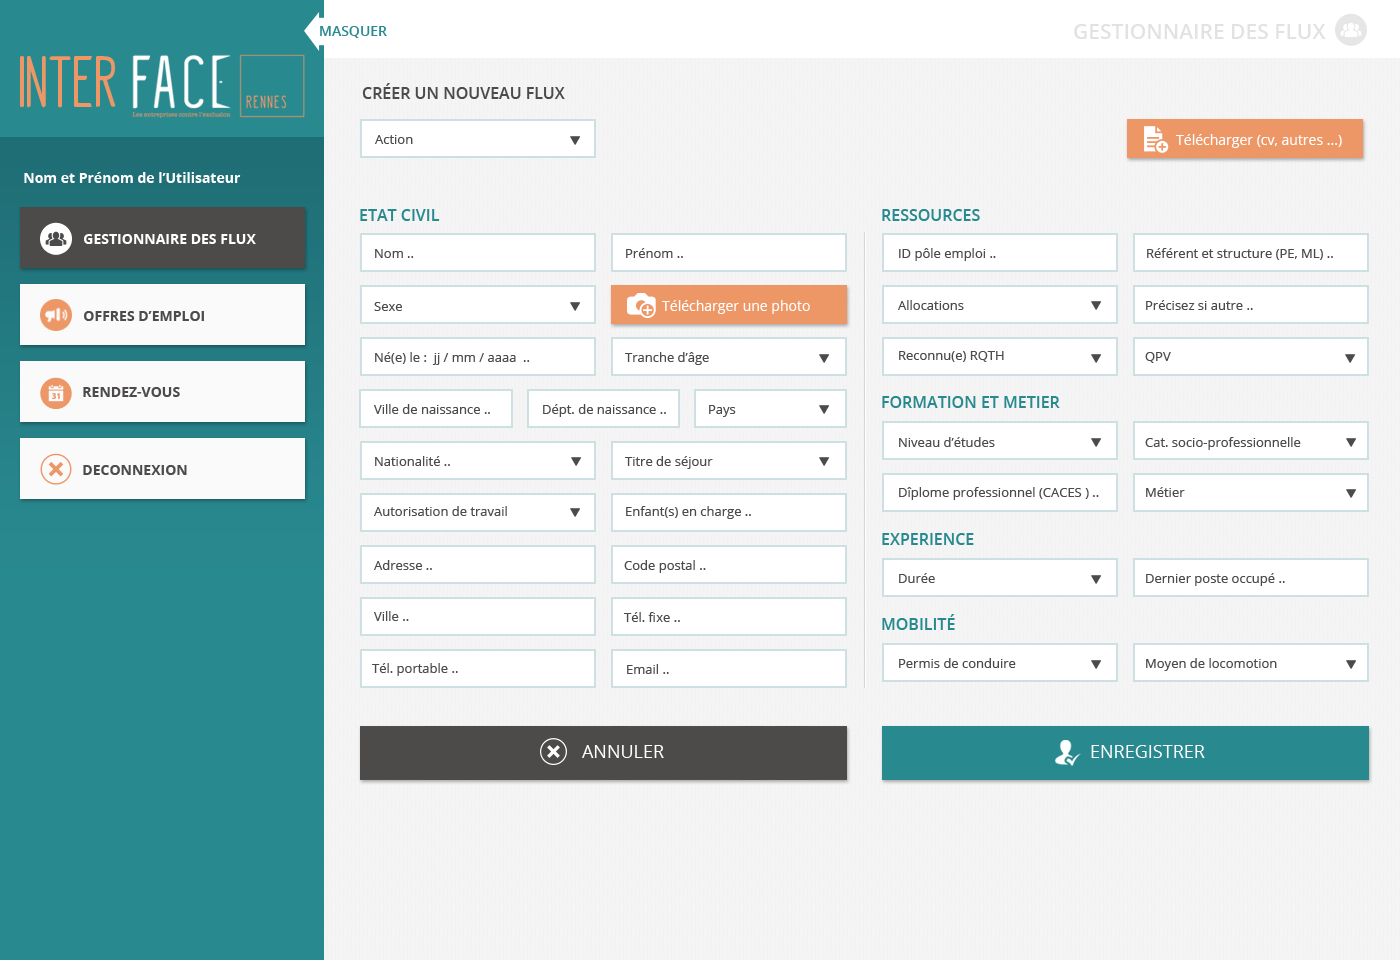 MASQUER
GESTIONNAIRE DES FLUX
INTER FACE
RENNES
Les entreprises contre l'exclusion
Nom et Prénom de l'Utilisateur
GESTIONNAIRE DES FLUX
OFFRES D'EMPLOI
31
RENDEZ-VOUS
DECONNEXION
CRÉER UN NOUVEAU FLUX
Action
Télécharger (cv, autres ...)
ETAT CIVIL
Nom ..
Prénom ..
Sexe
Télécharger une photo
Né(e) le : jj / mm / aaaa ..
Tranche d'âge
Ville de naissance ..
Dépt. de naissance ..
Pays
Nationalité ..
Titre de séjour
Autorisation de travail
Enfant(s) en charge ..
Adresse ..
Code postal ..
Ville ..
Tél. fixe ..
Tél. portable ..
Email ..
RESSOURCES
ID pôle emploi ..
Référent et structure (PE, ML) ..
Allocations
Précisez si autre ..
Reconnu(e) RQTH
QPV
FORMATION ET METIER
Niveau d'études
Cat. socio-professionnelle
Dîplome professionnel (CACES ) ..
Métier
EXPERIENCE
Durée
Dernier poste occupé ..
MOBILITÉ
Permis de conduire
Moyen de locomotion
ANNULER
ENREGISTRER